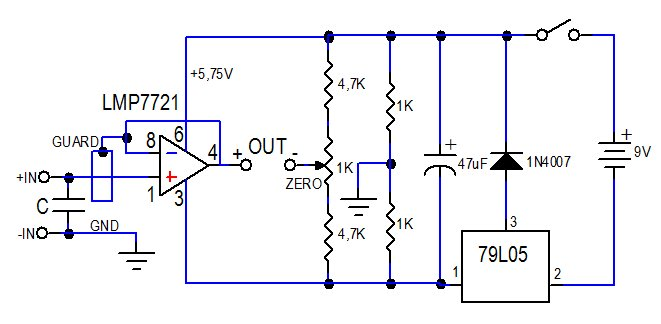 +5,75V
4,7K
1K
LMP7721
GUARD
8
6
4
+
OUT
-
−
+
1
3
+IN
C
-IN
GND
1K
ZERO
4,7K
1K
+
47uF
1N4007
+
9V
3
79L05
1
2